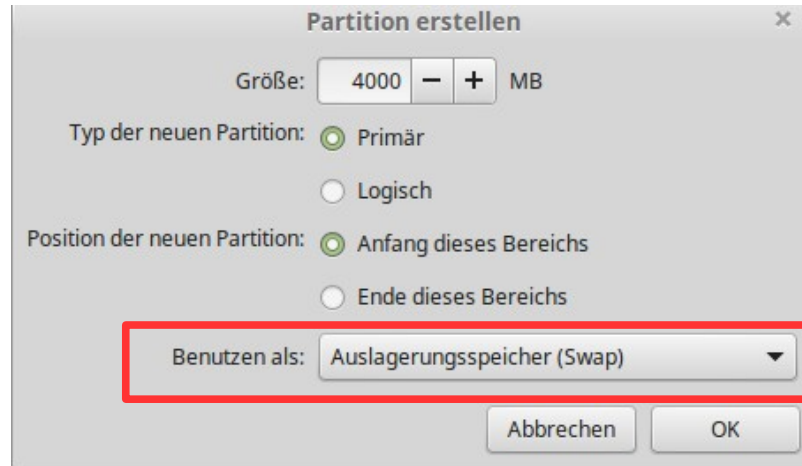 Partition erstellen
Größe: 4000 MB
Typ der neuen Partition: Primär
Logisch
Position der neuen Partition: Anfang dieses Bereichs
Ende dieses Bereichs
Benutzen als: Auslagerungsspeicher (Swap)
Abbrechen OK